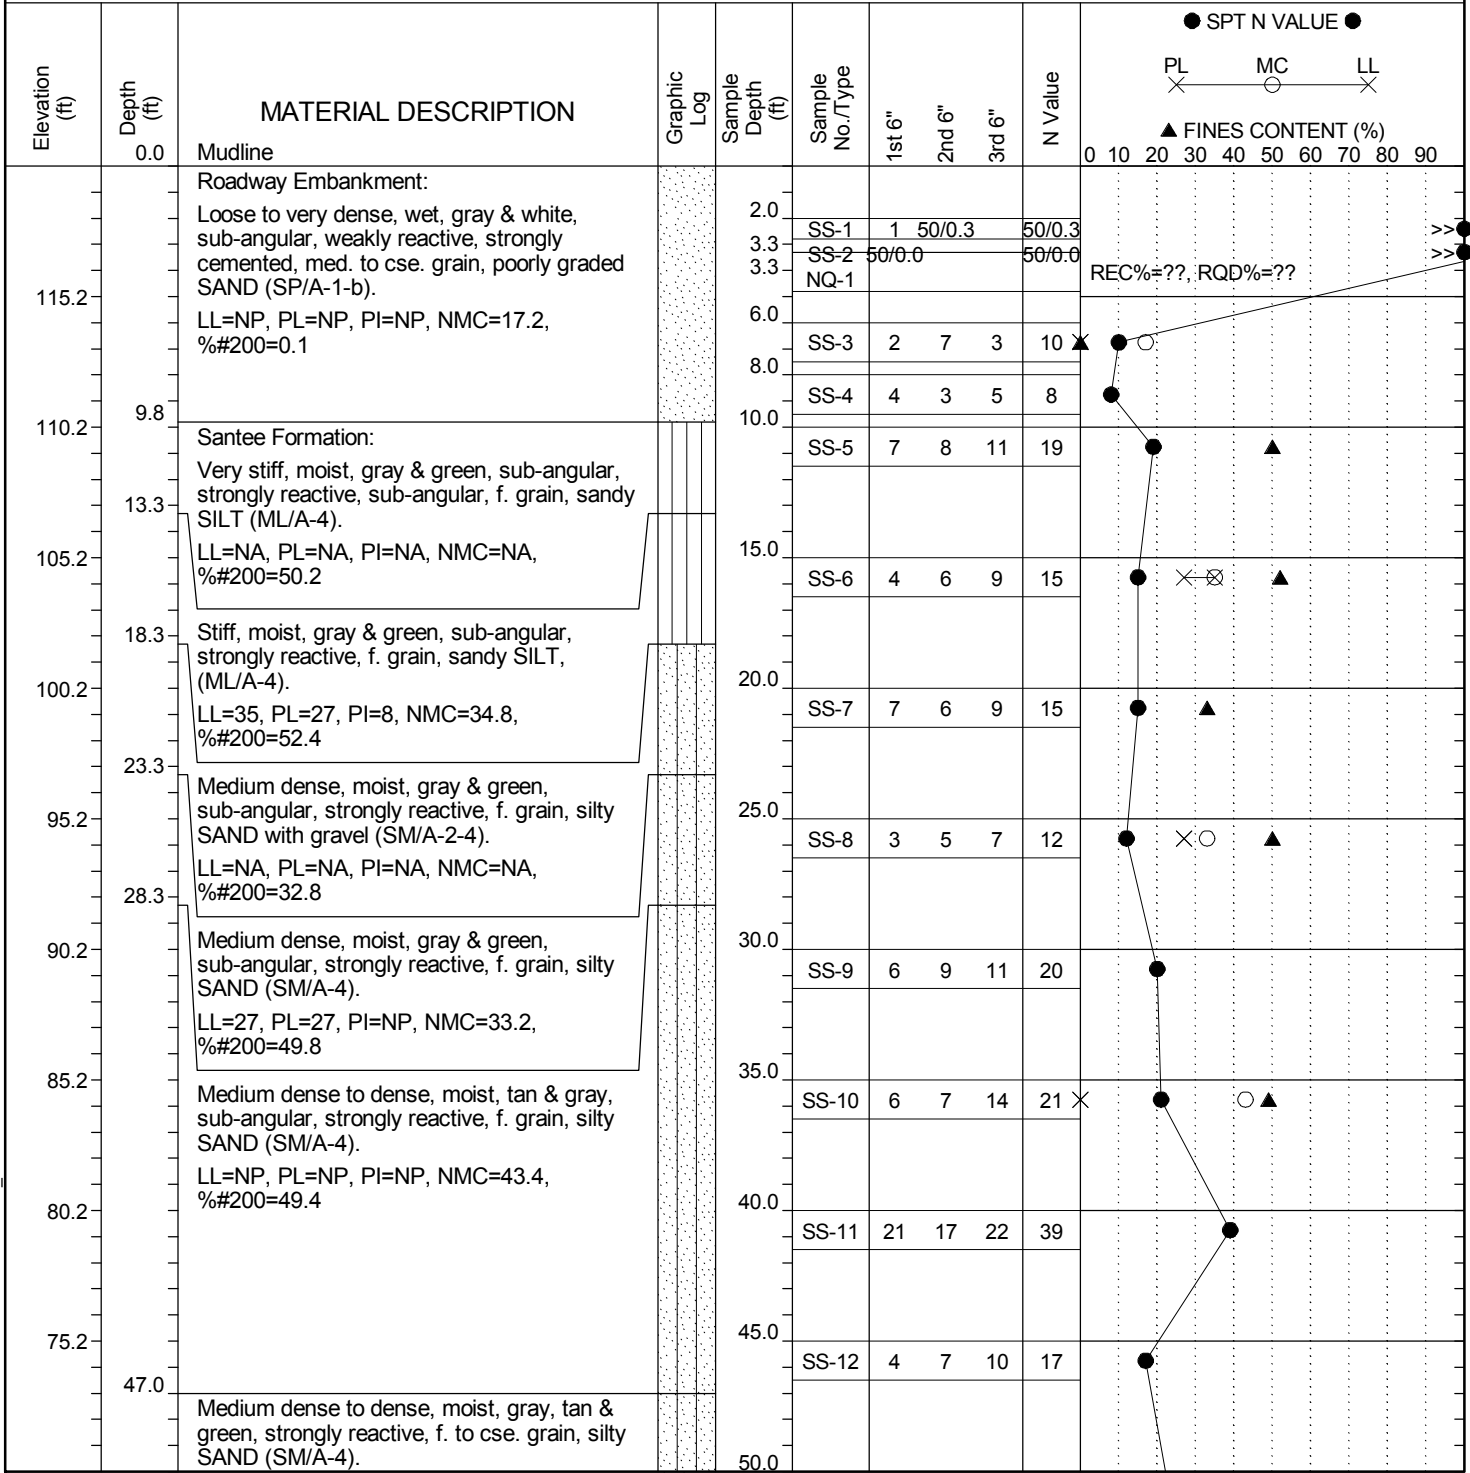 ● SPT N VALUE ●
PL MC LL
▲ FINES CONTENT (%)
0 10 20 30 40 50 60 70 80 90
Elevation (ft)
Depth (ft)
MATERIAL DESCRIPTION
Graphic Log
Sample Depth (ft)
Sample No./Type
1st 6"
2nd 6"
3rd 6"
N Value
0.0 Mudline
Roadway Embankment:
Loose to very dense, wet, gray & white,
sub-angular, weakly reactive, strongly
cemented, med. to cse. grain, poorly graded
SAND (SP/A-1-b).
LL=NP, PL=NP, PI=NP, NMC=17.2,
%#200=0.1
9.8
Santee Formation:
Very stiff, moist, gray & green, sub-angular,
strongly reactive, sub-angular, f. grain, sandy
SILT (ML/A-4).
LL=NA, PL=NA, PI=NA, NMC=NA,
%#200=50.2
13.3
Stiff, moist, gray & green, sub-angular,
strongly reactive, f. grain, sandy SILT,
(ML/A-4).
LL=35, PL=27, PI=8, NMC=34.8,
%#200=52.4
18.3
Medium dense, moist, gray & green,
sub-angular, strongly reactive, f. grain, silty
SAND with gravel (SM/A-2-4).
LL=NA, PL=NA, PI=NA, NMC=NA,
%#200=32.8
23.3
Medium dense, moist, gray & green,
sub-angular, strongly reactive, f. grain, silty
SAND (SM/A-4).
LL=27, PL=27, PI=NP, NMC=33.2,
%#200=49.8
28.3
Medium dense to dense, moist, tan & gray,
sub-angular, strongly reactive, f. grain, silty
SAND (SM/A-4).
LL=NP, PL=NP, PI=NP, NMC=43.4,
%#200=49.4
47.0
Medium dense to dense, moist, gray, tan &
green, strongly reactive, f. to cse. grain, silty
SAND (SM/A-4).
115.2
110.2
105.2
100.2
95.2
90.2
85.2
80.2
75.2
2.0
SS-1 1 50/0.3 50/0.3 >>
3.3
SS-2 50/0.0 50/0.0 >>
3.3
NQ-1 REC%=??, RQD%=??
6.0
SS-3 2 7 3 10
8.0
SS-4 4 3 5 8
10.0
SS-5 7 8 11 19
15.0
SS-6 4 6 9 15
20.0
SS-7 7 6 9 15
25.0
SS-8 3 5 7 12
30.0
SS-9 6 9 11 20
35.0
SS-10 6 7 14 21
40.0
SS-11 21 17 22 39
45.0
SS-12 4 7 10 17
50.0